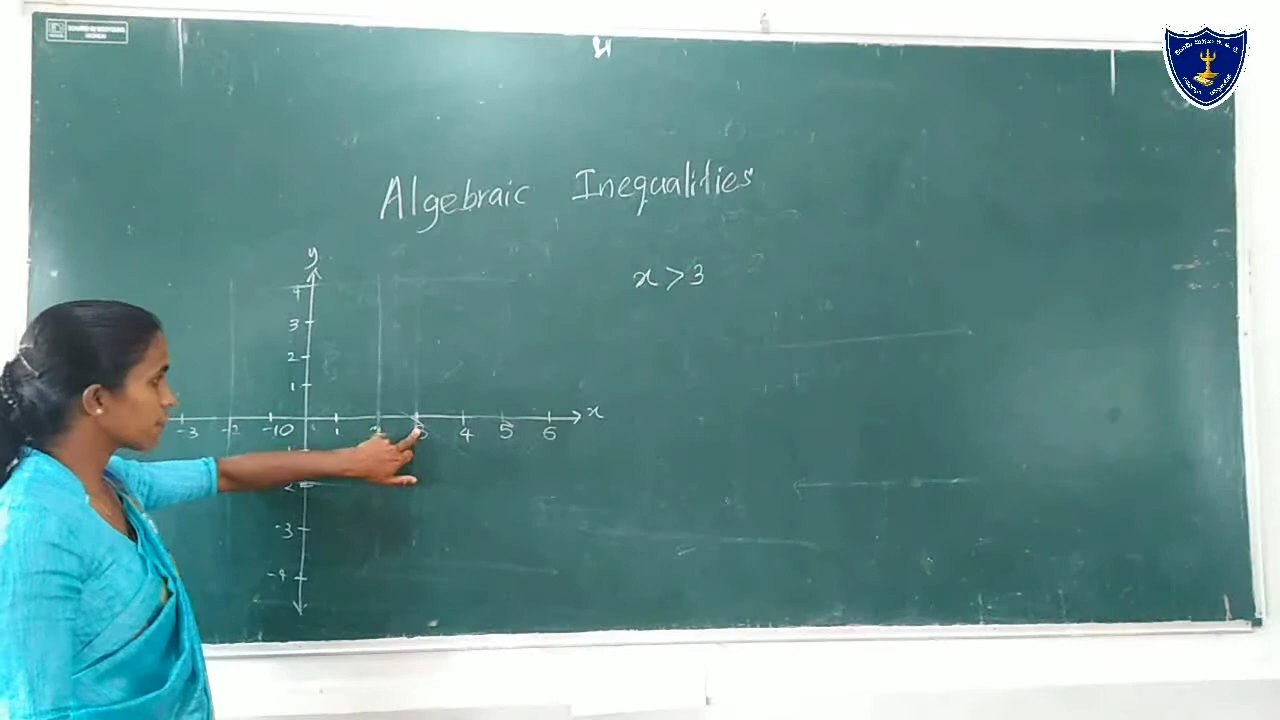 Algebraic Inequalities
x > 3
y
4
3
2
1
-3 -2 -1 0 1 2 3 4 5 6 x
-3
-4